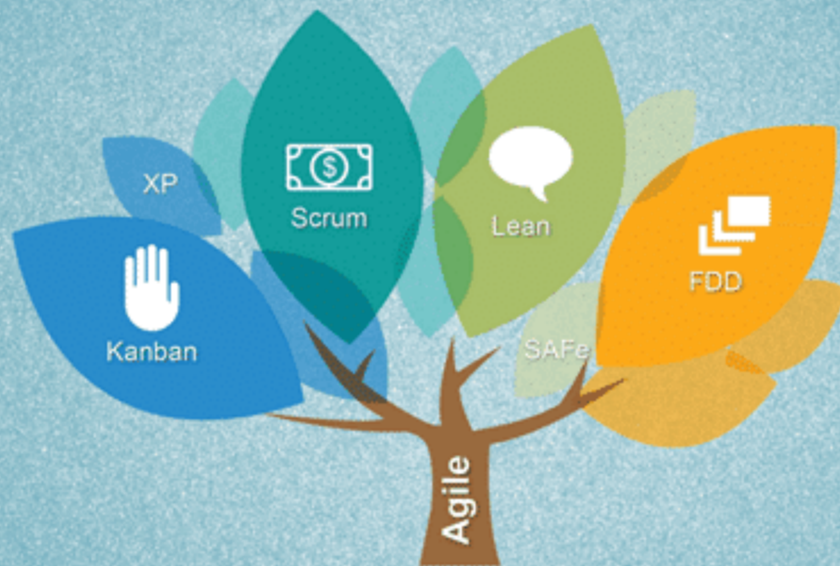 XP
Scrum
Lean
FDD
Kanban
SAFe
Agile
$